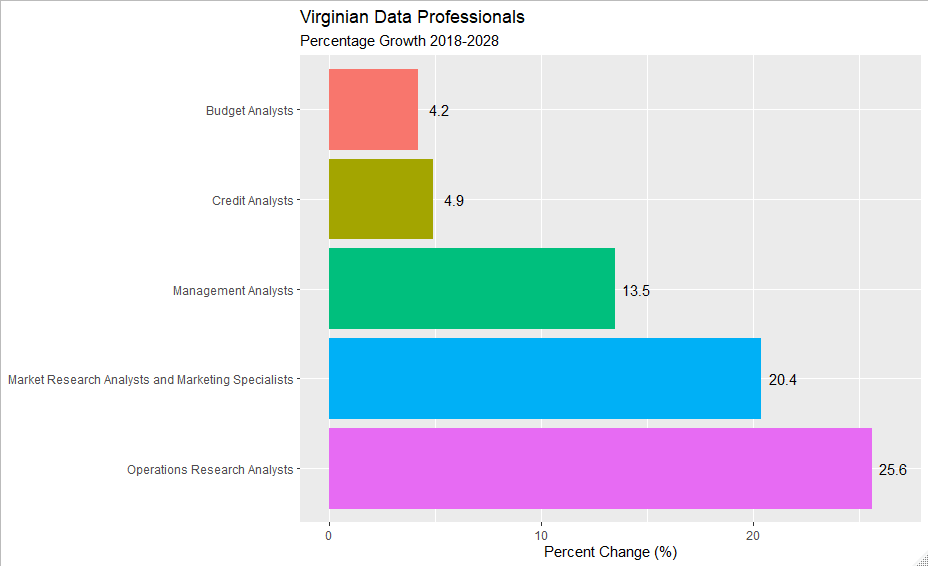 Virginian Data Professionals
Percentage Growth 2018-2028
Budget Analysts
4.2
Credit Analysts
4.9
Management Analysts
13.5
Market Research Analysts and Marketing Specialists
20.4
Operations Research Analysts
25.6
0
10
20
Percent Change (%)